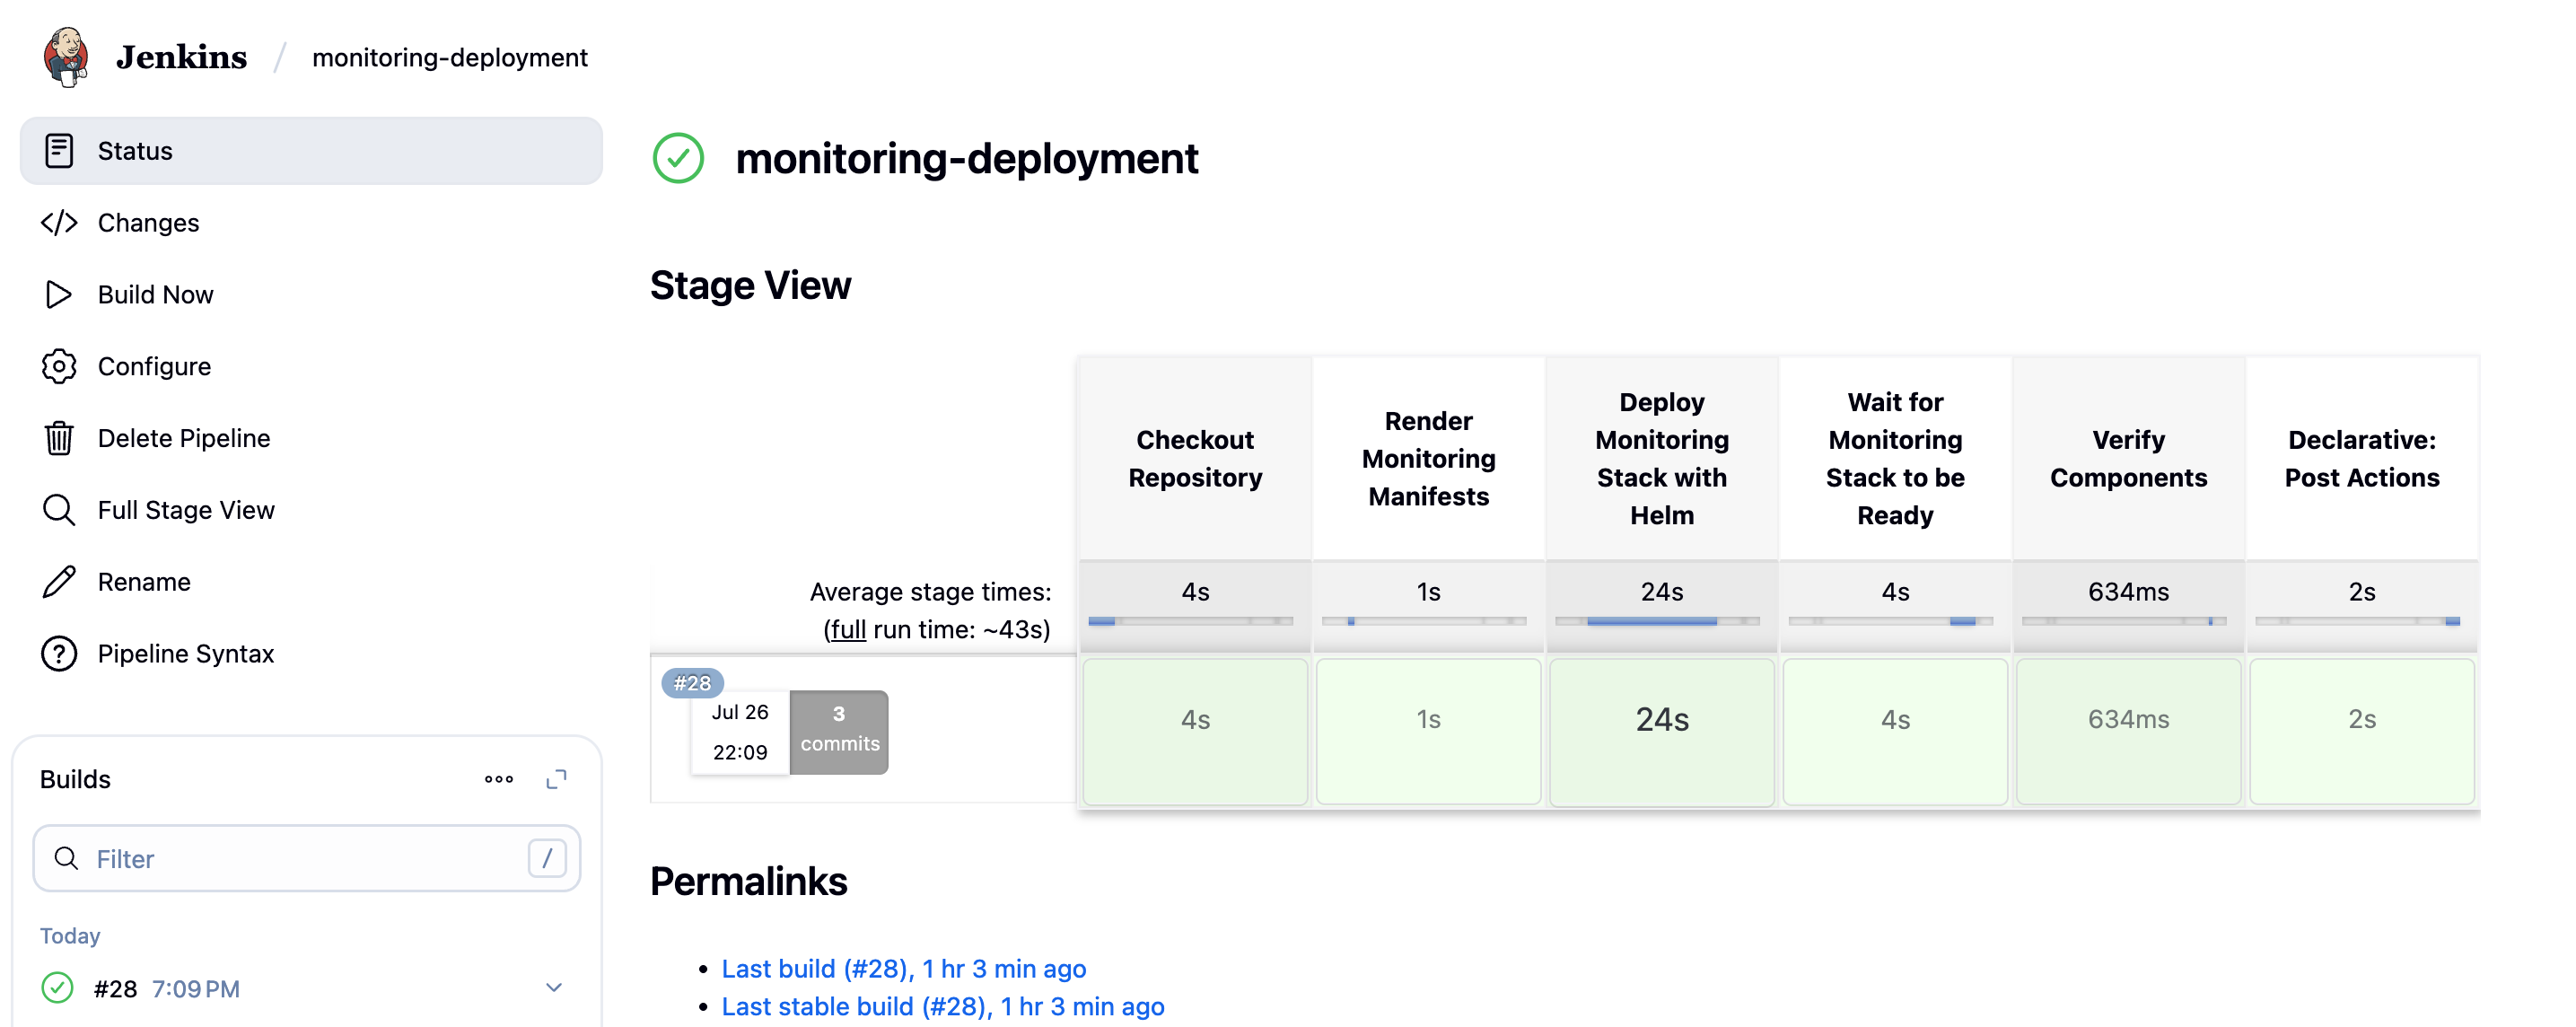 Jenkins / monitoring-deployment
Status
Changes
Build Now
Configure
Delete Pipeline
Full Stage View
Rename
Pipeline Syntax
Builds
Filter /
Today
#28 7:09 PM
monitoring-deployment
Stage View
Checkout
Repository
Render
Monitoring
Manifests
Deploy
Monitoring
Stack with
Helm
Wait for
Monitoring
Stack to be
Ready
Verify
Components
Declarative:
Post Actions
Average stage times:
(full run time: ~43s)
4s 1s 24s 4s 634ms 2s
#28
Jul 26
22:09
3
commits
4s 1s 24s 4s 634ms 2s
Permalinks
• Last build (#28), 1 hr 3 min ago
• Last stable build (#28), 1 hr 3 min ago